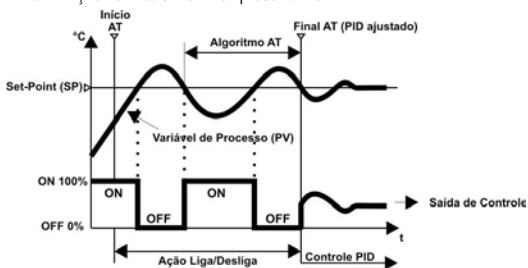 Início
AT
Final AT (PID ajustado)
°C
Algoritmo AT
Set-Point (SP)
Variável de Processo (PV)
ON 100%
ON
ON
Saída de Controle
OFF
OFF
OFF 0%
t
Ação Liga/Desliga
Controle PID